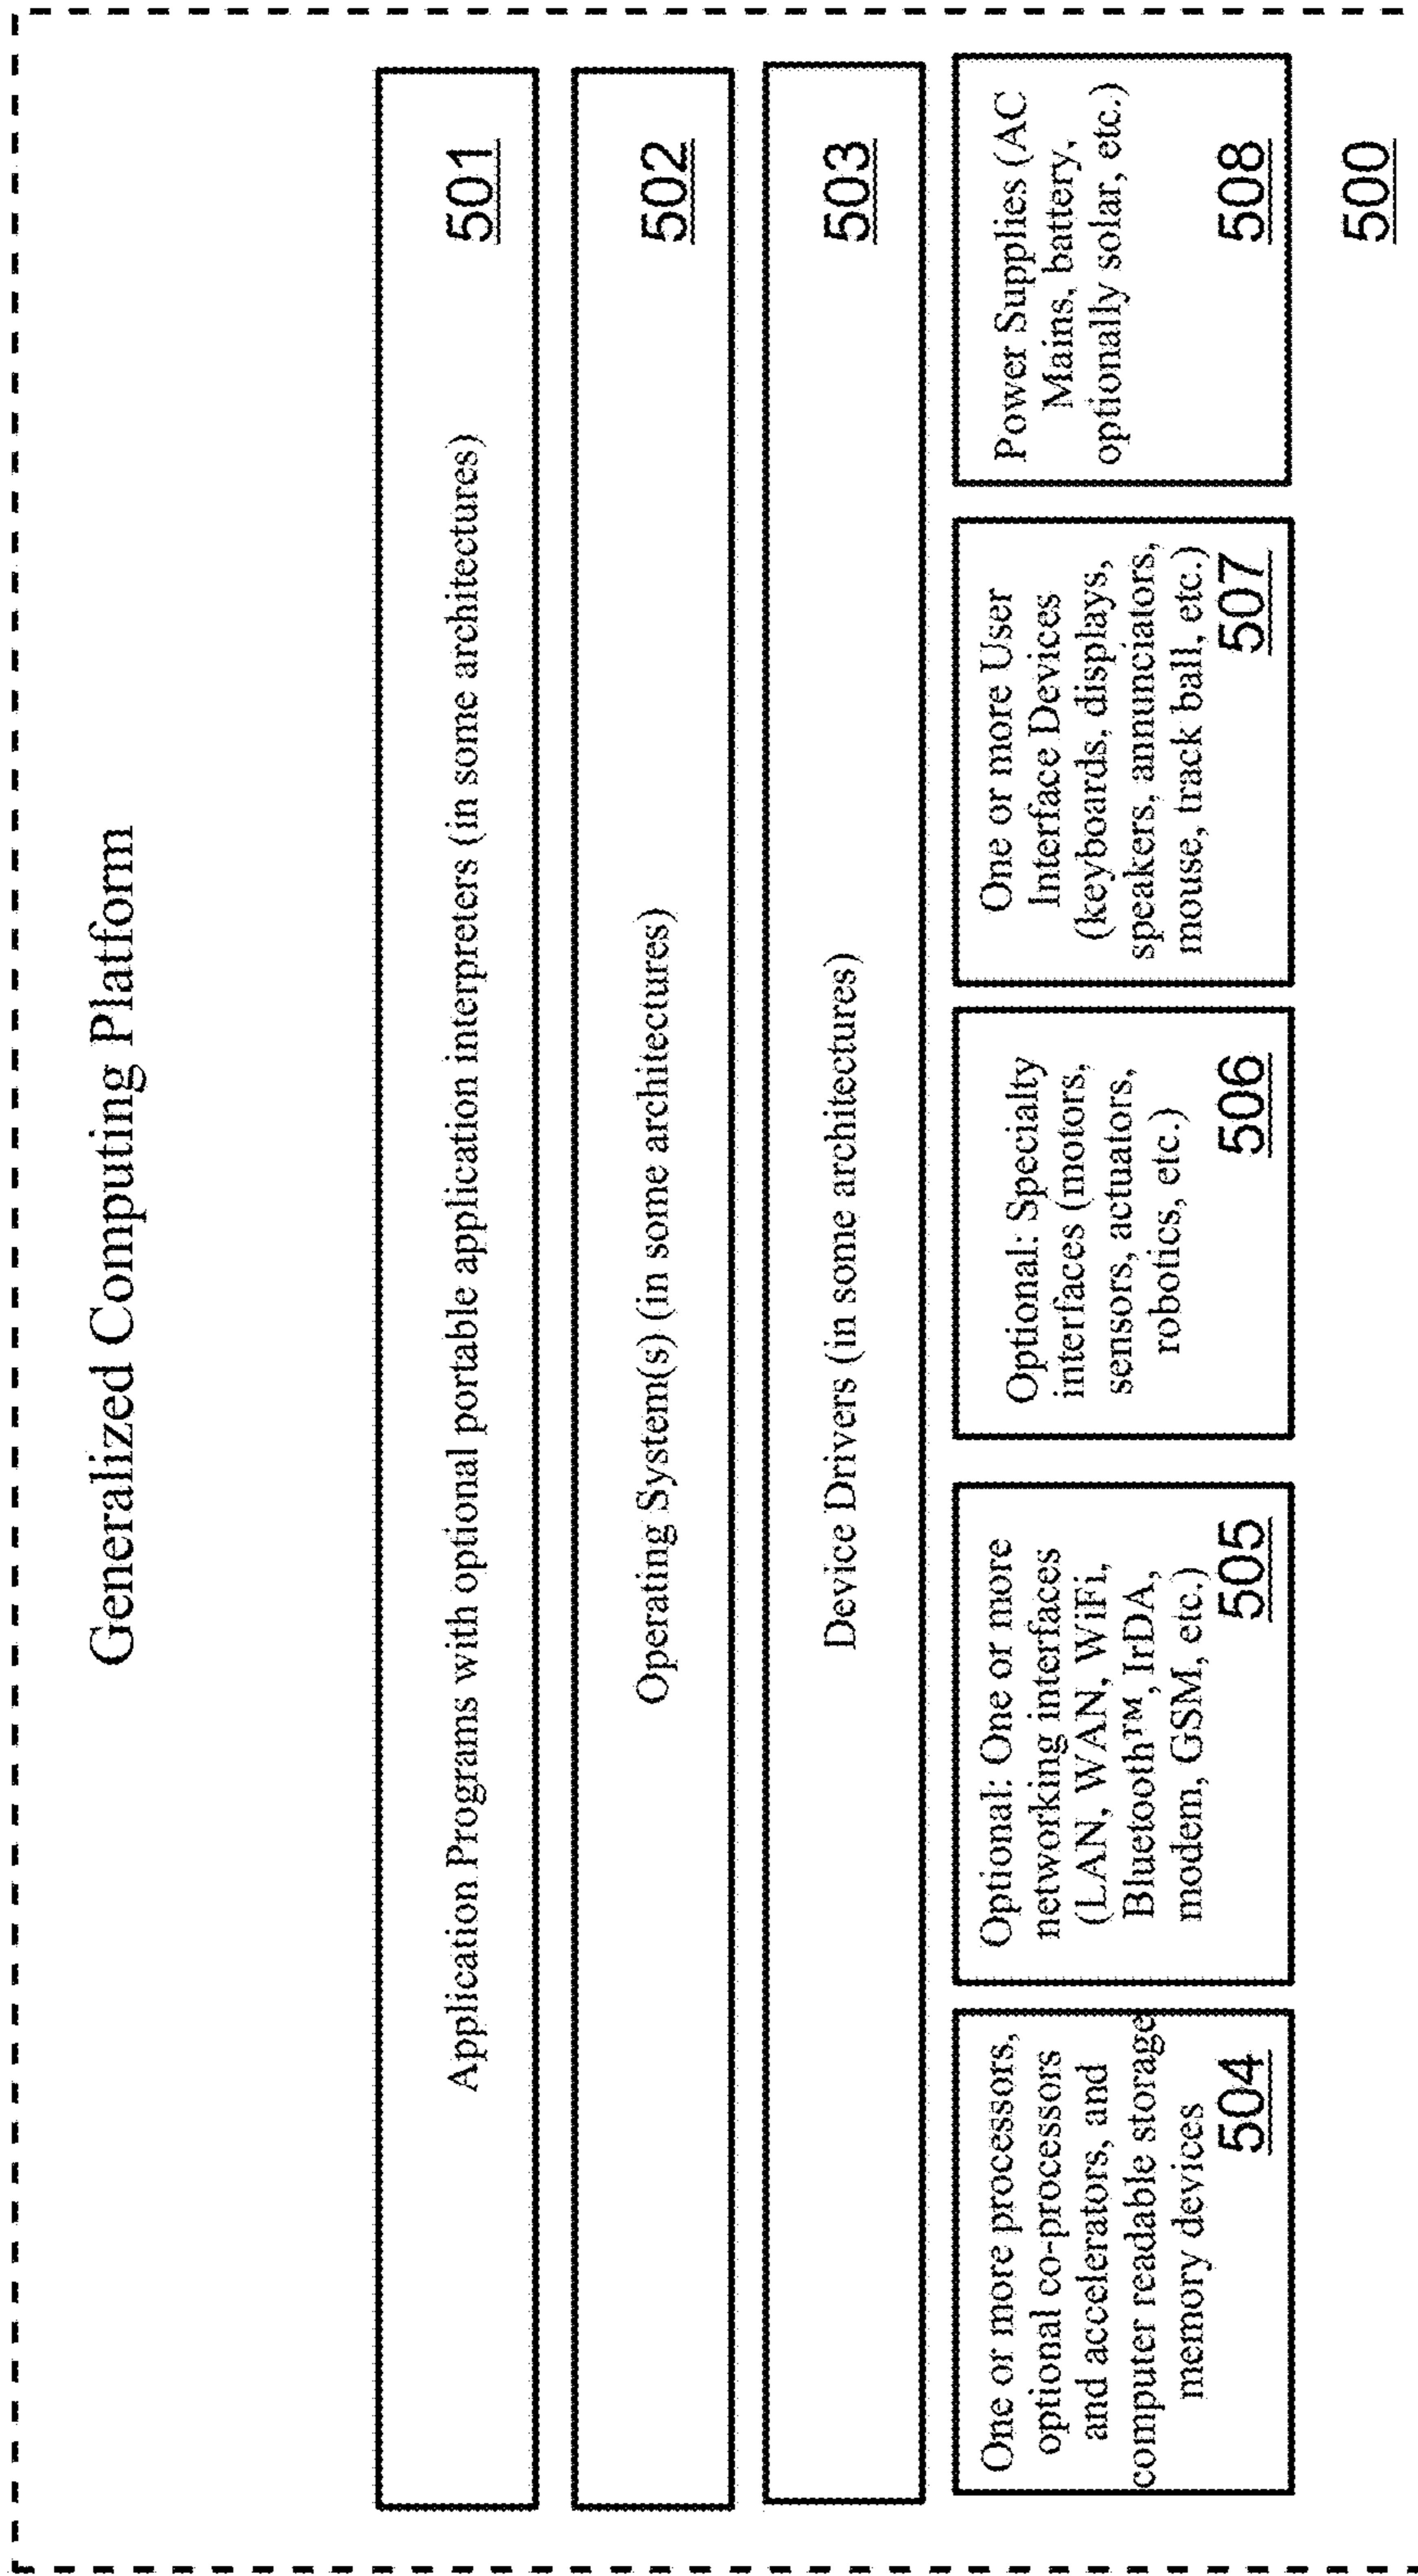 Generalized Computing Platform
Application Programs with optional portable application interpreters (in some architectures)
501
Operating System(s) (in some architectures)
502
Device Drivers (in some architectures)
503
One or more processors,
optional co-processors
and accelerators, and
computer readable storage
memory devices
504
Optional: One or more
networking interfaces
(LAN, WAN, WiFi,
Bluetooth™, IrDA,
modem, GSM, etc.)
505
Optional: Specialty
interfaces (motors,
sensors, actuators,
robotics, etc.)
506
One or more User
Interface Devices
(keyboards, displays,
speakers, annunciators,
mouse, track ball, etc.)
507
Power Supplies (AC
Mains, battery,
optionally solar, etc.)
508
500